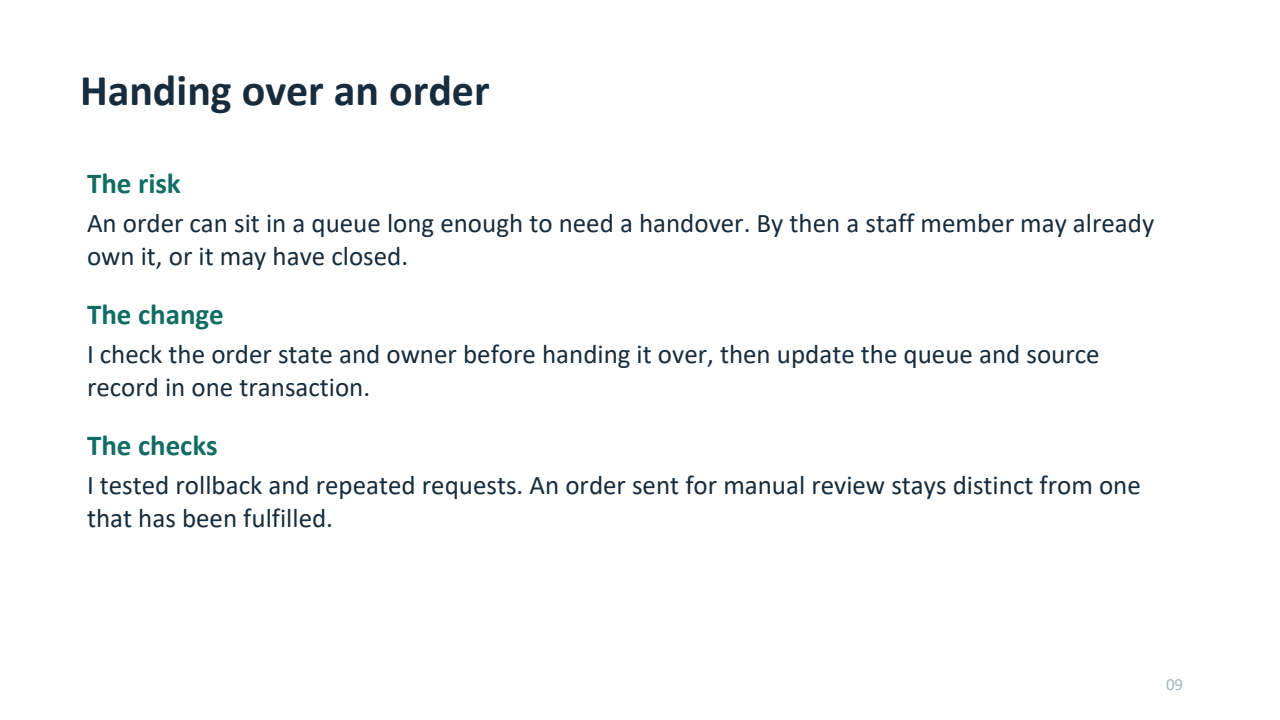 Handing over an order
The risk
An order can sit in a queue long enough to need a handover. By then a staff member may already
own it, or it may have closed.
The change
I check the order state and owner before handing it over, then update the queue and source
record in one transaction.
The checks
I tested rollback and repeated requests. An order sent for manual review stays distinct from one
that has been fulfilled.
09